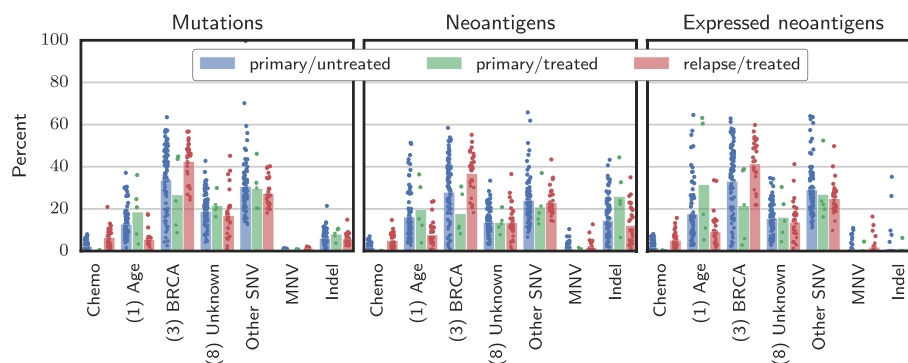 Mutations
Neoantigens
Expressed neoantigens
primary/untreated
primary/treated
relapse/treated
Percent
100
80
60
40
20
0
Chemo
(1) Age
(3) BRCA
(8) Unknown
Other SNV
MNV
Indel
Chemo
(1) Age
(3) BRCA
(8) Unknown
Other SNV
MNV
Indel
Chemo
(1) Age
(3) BRCA
(8) Unknown
Other SNV
MNV
Indel